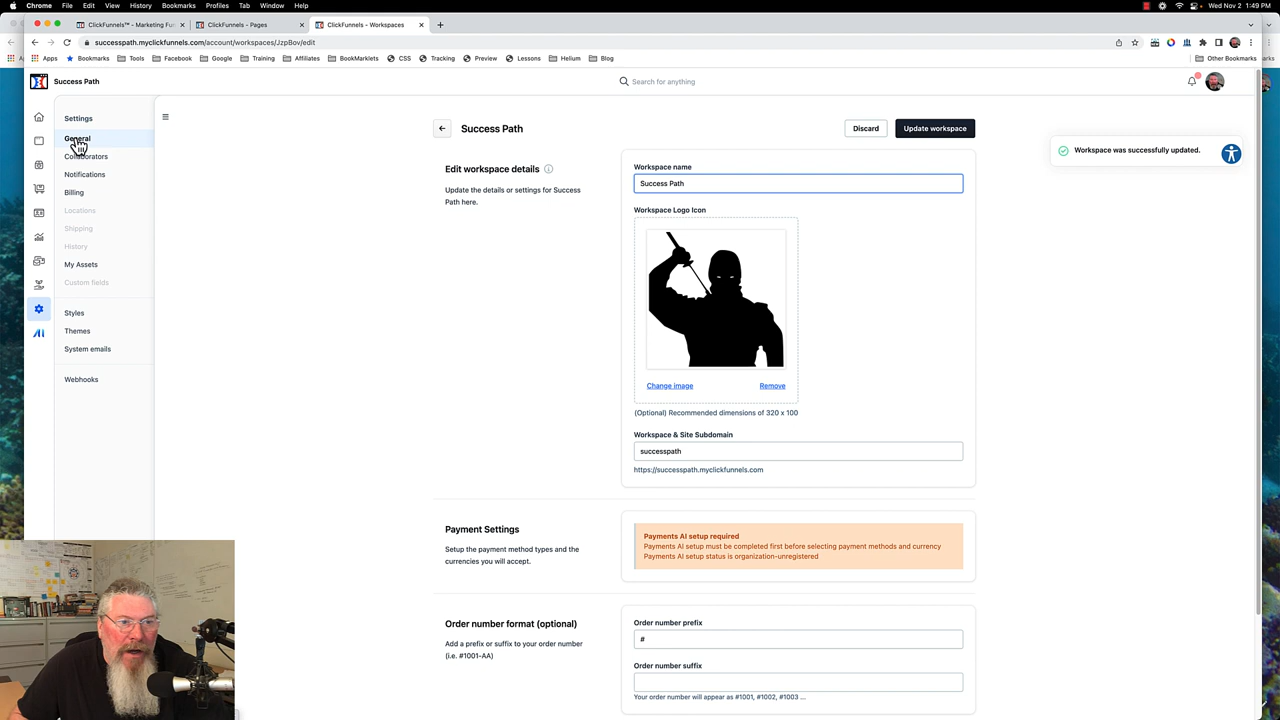 Chrome File Edit View History Bookmarks Profiles Tab Window Help Wed Nov 2 1:49 PM
ClickFunnels™ - Marketing Fun
ClickFunnels - Pages
ClickFunnels - Workspaces
successpath.myclickfunnels.com/account/workspaces/JzpBov/edit
Apps Bookmarks Tools Facebook Google Training Affiliate BookMarklets CSS Tracking Preview Lessons Helium Blog Other Bookmarks
Success Path
Search for anything
Settings
General
Collaborators
Notifications
Billing
Locations
Shipping
History
My Assets
Custom fields
Styles
Themes
System emails
Webhooks
Success Path
Discard
Update workspace
Workspace was successfully updated.
Edit workspace details
Update the details or settings for Success
Path here.
Workspace name
Success Path
Workspace Logo Icon
Change image
Remove
(Optional) Recommended dimensions of 320 x 100
Workspace & Site Subdomain
successpath
https://successpath.myclickfunnels.com
Payment Settings
Setup the payment method types and the
currencies you will accept.
Payments AI setup required
Payments AI setup must be completed first before selecting payment methods and currency
Payments AI setup status is organization-unregistered
Order number format (optional)
Add a prefix or suffix to your order number
(i.e. #1001-AA)
Order number prefix
#
Order number suffix
Your order number will appear as #1001, #1002, #1003 ...